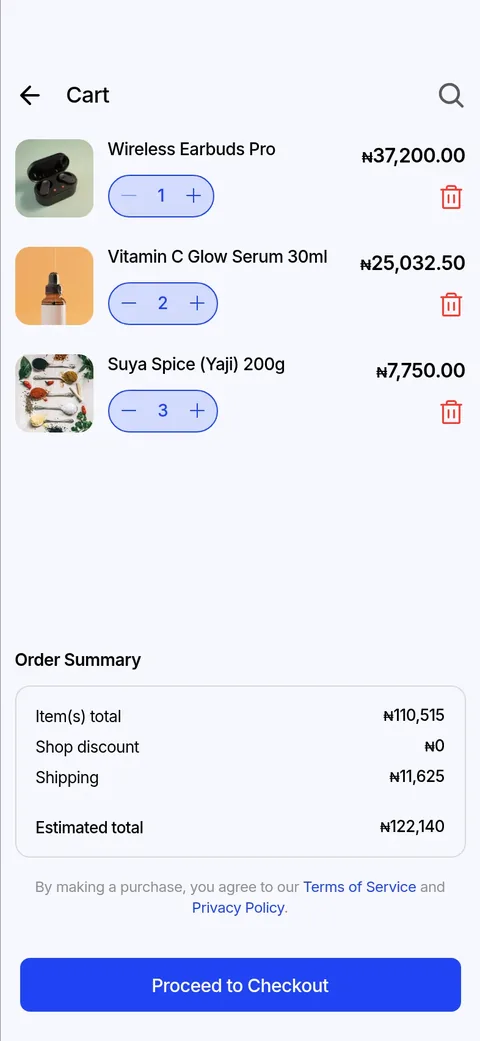 Cart
Wireless Earbuds Pro
₦37,200.00
1
Vitamin C Glow Serum 30ml
₦25,032.50
2
Suya Spice (Yaji) 200g
₦7,750.00
3
Order Summary
Item(s) total ₦110,515
Shop discount ₦0
Shipping ₦11,625
Estimated total ₦122,140
By making a purchase, you agree to our Terms of Service and
Privacy Policy.
Proceed to Checkout